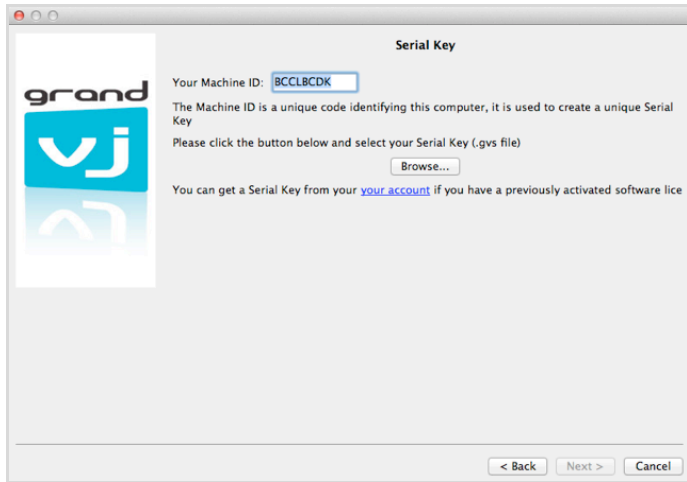 Serial Key
grand
vj
Your Machine ID: BCCLBCDK
The Machine ID is a unique code identifying this computer, it is used to create a unique Serial
Key
Please click the button below and select your Serial Key (.gvs file)
Browse...
You can get a Serial Key from your your account if you have a previously activated software lice
< Back Next > Cancel